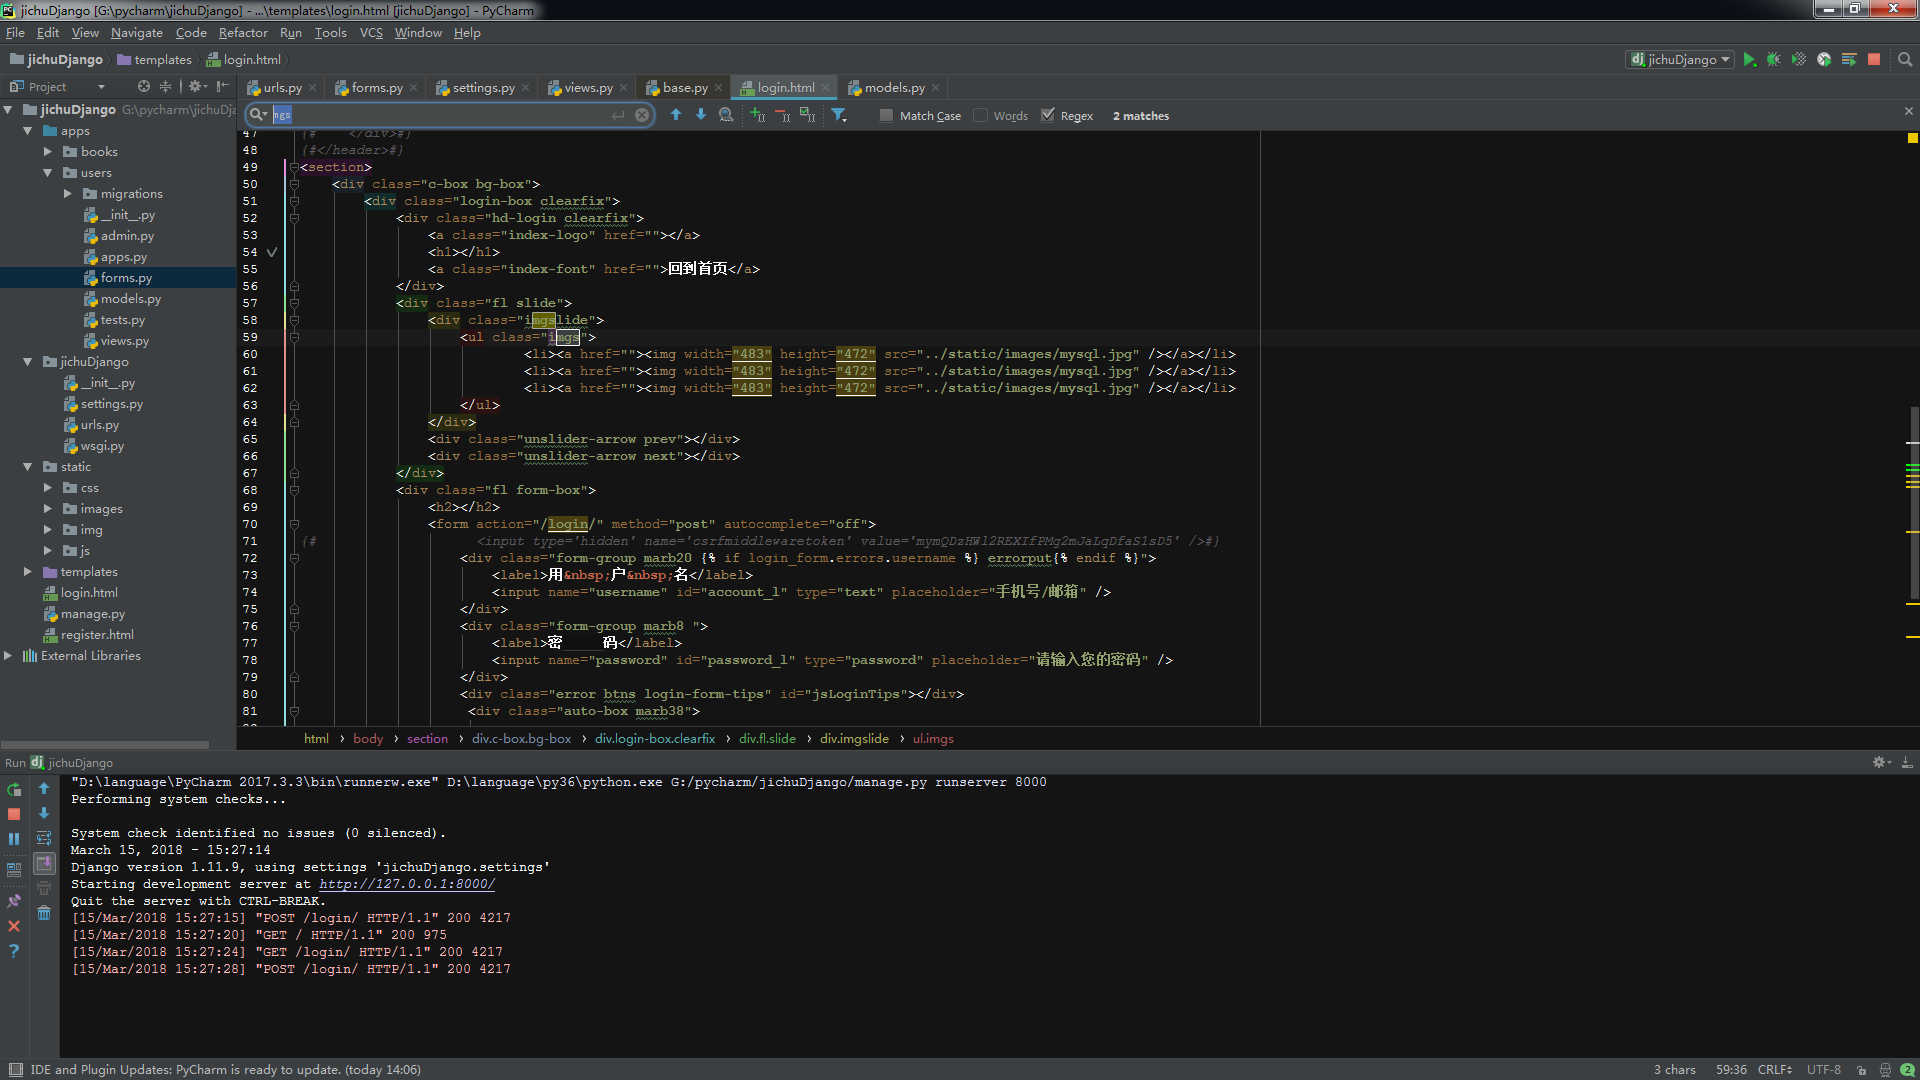 jichuDjango [G:\pycharm\jichuDjango] - ...\templates\login.html [jichuDjango] - PyCharm
File Edit View Navigate Code Refactor Run Tools VCS Window Help
jichuDjango templates login.html
jichuDjango
Project
urls.py forms.py settings.py views.py base.py login.html models.py
jichuDjango G:\pycharm\jichuDj
apps
books
users
migrations
__init__.py
admin.py
apps.py
forms.py
models.py
tests.py
views.py
jichuDjango
__init__.py
settings.py
urls.py
wsgi.py
static
css
images
img
js
templates
login.html
manage.py
register.html
External Libraries
mgs Match Case Words Regex 2 matches
47 {# </div>#}
48 {#</header>#}
49 <section>
50 <div class="c-box bg-box">
51 <div class="login-box clearfix">
52 <div class="hd-login clearfix">
53 <a class="index-logo" href=""></a>
54 <h1></h1>
55 <a class="index-font" href="">回到首页</a>
56 </div>
57 <div class="fl slide">
58 <div class="imgslide">
59 <ul class="imgs">
60 <li><a href=""><img width="483" height="472" src="../static/images/mysql.jpg" /></a></li>
61 <li><a href=""><img width="483" height="472" src="../static/images/mysql.jpg" /></a></li>
62 <li><a href=""><img width="483" height="472" src="../static/images/mysql.jpg" /></a></li>
63 </ul>
64 </div>
65 <div class="unslider-arrow prev"></div>
66 <div class="unslider-arrow next"></div>
67 </div>
68 <div class="fl form-box">
69 <h2></h2>
70 <form action="/login/" method="post" autocomplete="off">
71 {# <input type='hidden' name='csrfmiddlewaretoken' value='mymQDzHWl2REXIfPMg2mJaLqDfaS1sD5' />#}
72 <div class="form-group marb20 {% if login_form.errors.username %} errorput{% endif %}">
73 <label>用&nbsp;户&nbsp;名</label>
74 <input name="username" id="account_l" type="text" placeholder="手机号/邮箱" />
75 </div>
76 <div class="form-group marb8 ">
77 <label>密 码</label>
78 <input name="password" id="password_l" type="password" placeholder="请输入您的密码" />
79 </div>
80 <div class="error btns login-form-tips" id="jsLoginTips"></div>
81 <div class="auto-box marb38">
html › body › section › div.c-box.bg-box › div.login-box.clearfix › div.fl.slide › div.imgslide › ul.imgs
Run jichuDjango
"D:\language\PyCharm 2017.3.3\bin\runnerw.exe" D:\language\py36\python.exe G:/pycharm/jichuDjango/manage.py runserver 8000
Performing system checks...
System check identified no issues (0 silenced).
March 15, 2018 - 15:27:14
Django version 1.11.9, using settings 'jichuDjango.settings'
Starting development server at http://127.0.0.1:8000/
Quit the server with CTRL-BREAK.
[15/Mar/2018 15:27:15] "POST /login/ HTTP/1.1" 200 4217
[15/Mar/2018 15:27:20] "GET / HTTP/1.1" 200 975
[15/Mar/2018 15:27:24] "GET /login/ HTTP/1.1" 200 4217
[15/Mar/2018 15:27:28] "POST /login/ HTTP/1.1" 200 4217
IDE and Plugin Updates: PyCharm is ready to update. (today 14:06) 3 chars 59:36 CRLF UTF-8 2